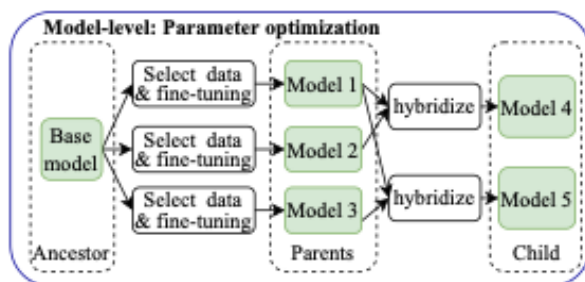 Model-level: Parameter optimization
Select data
& fine-tuning
Model 1
hybridize
Model 4
Base
model
Select data
& fine-tuning
Model 2
Select data
& fine-tuning
Model 3
hybridize
Model 5
Ancestor
Parents
Child